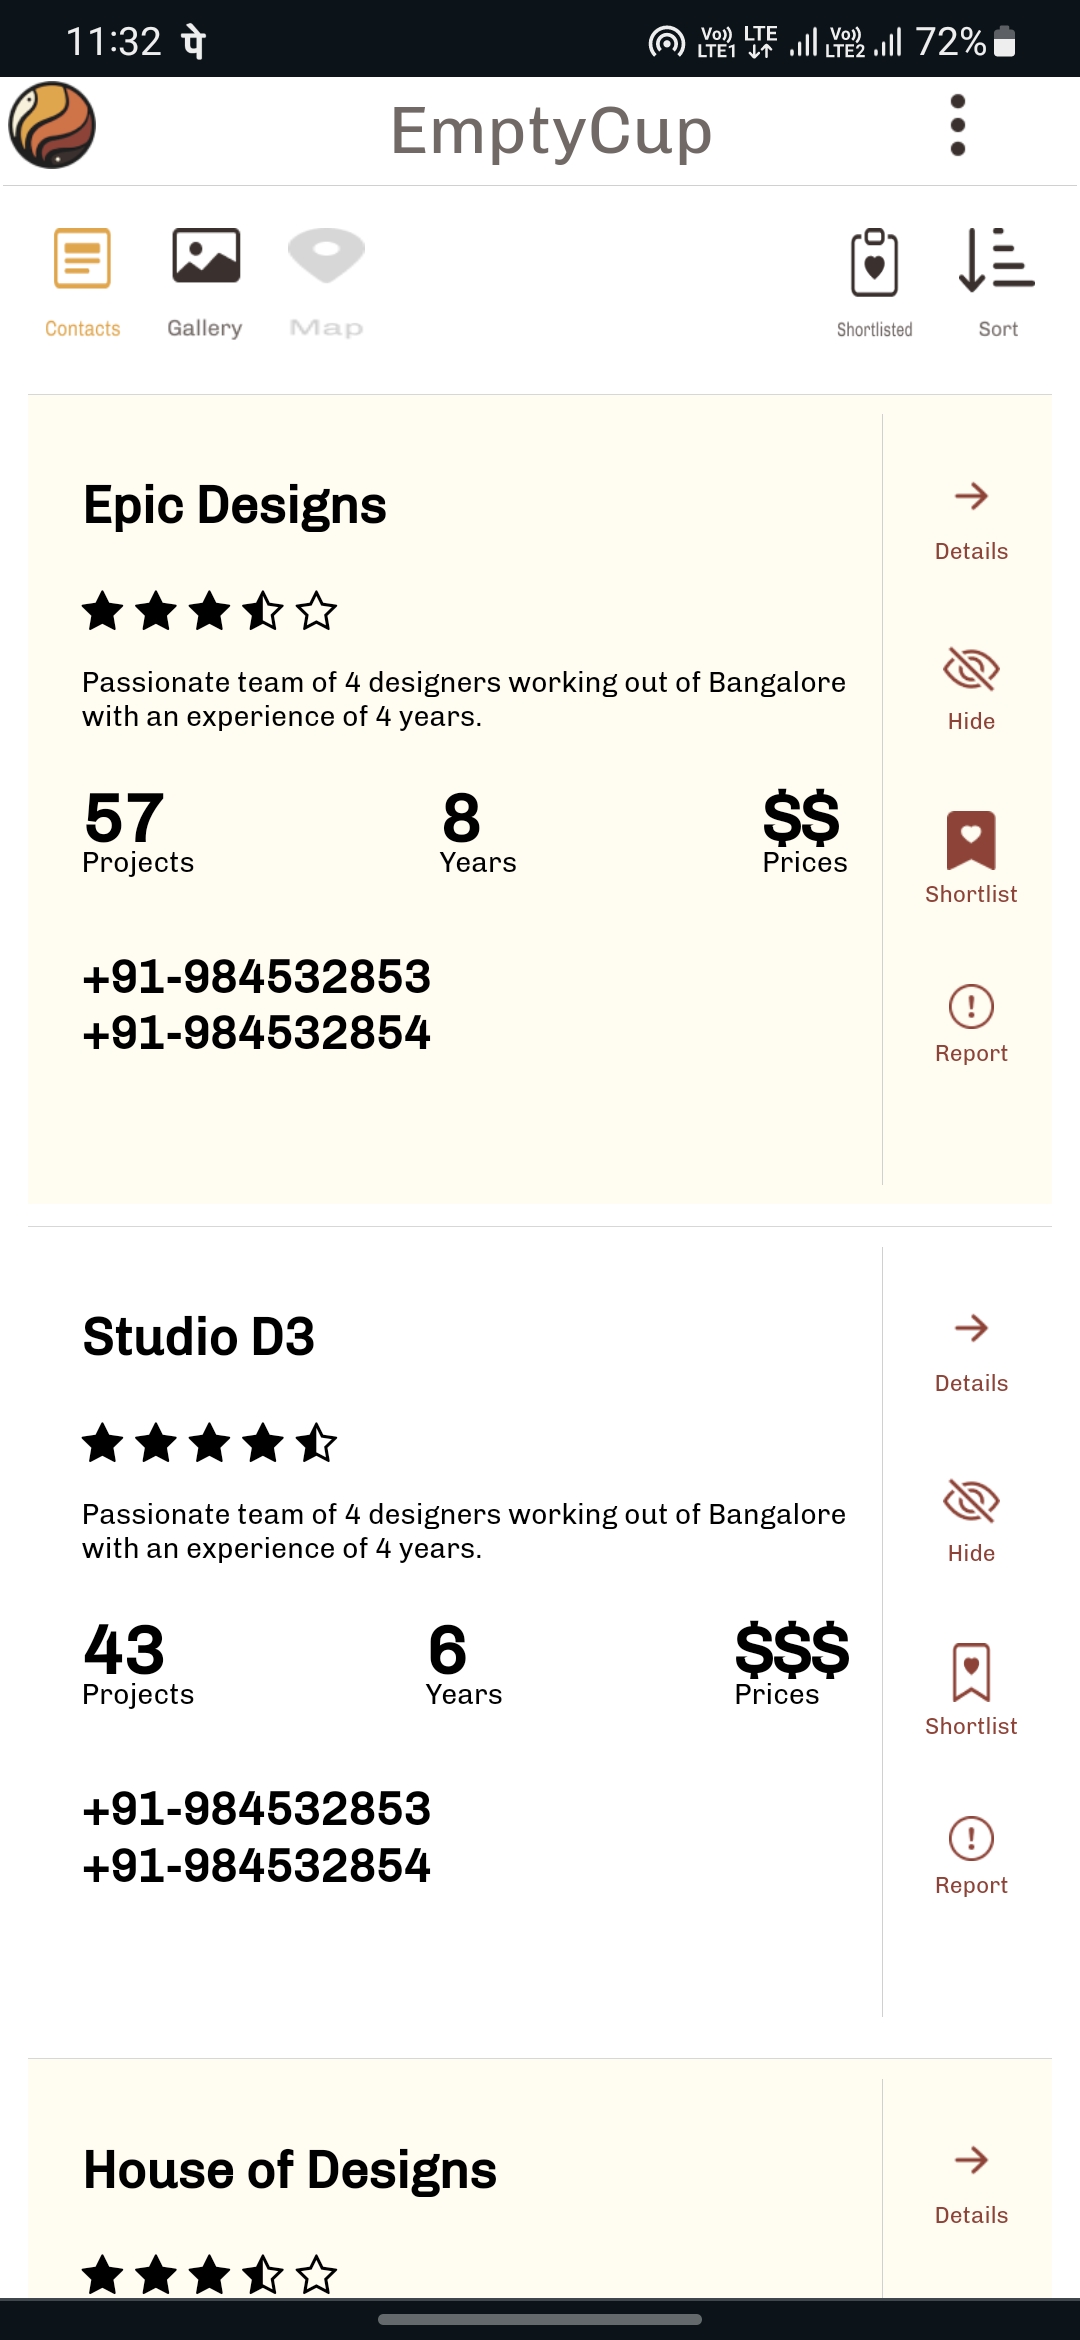 11:32 पे Vo)) LTE1 LTE Vo)) LTE2 72%
EmptyCup
Contacts Gallery Map Shortlisted Sort
Epic Designs
Details
Passionate team of 4 designers working out of Bangalore
with an experience of 4 years.
Hide
57 8 $$
Projects Years Prices
Shortlist
+91-984532853
+91-984532854
Report
Studio D3
Details
Passionate team of 4 designers working out of Bangalore
with an experience of 4 years.
Hide
43 6 $$$
Projects Years Prices
Shortlist
+91-984532853
+91-984532854
Report
House of Designs
Details